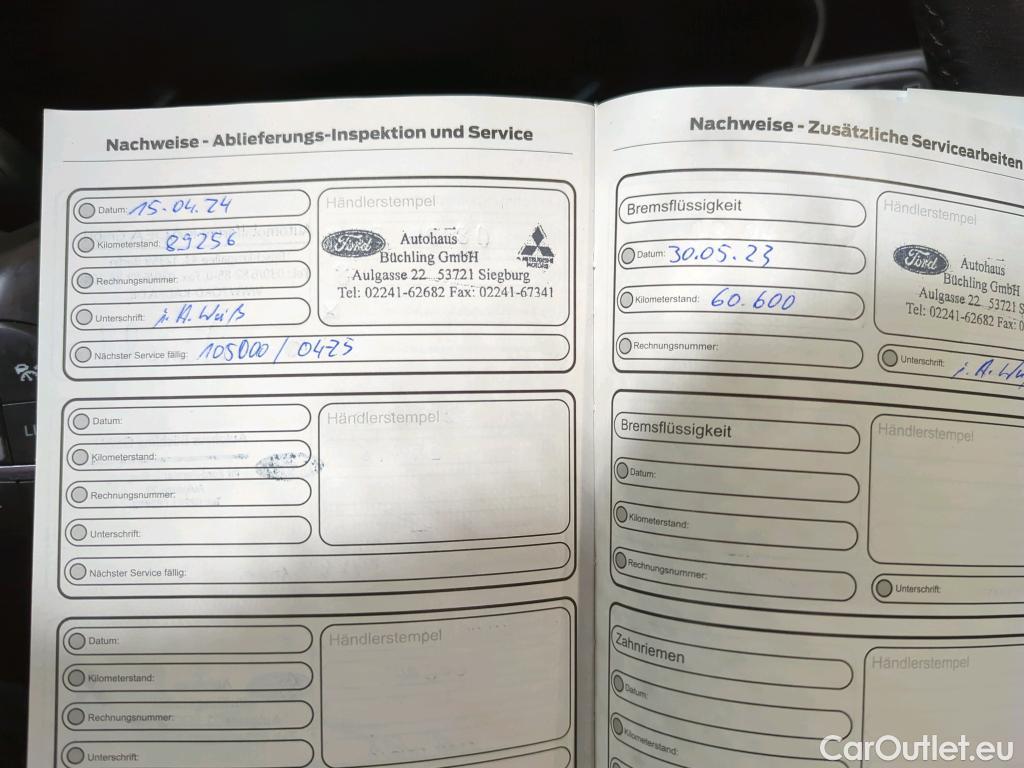 Nachweise - Ablieferungs-Inspektion und Service
Datum: 15.04.24
Kilometerstand: 89256
Rechnungsnummer:
Unterschrift: i. A. Weiß
Nächster Service fällig: 105000 / 0425
Händlerstempel
Ford
Autohaus
Büchling GmbH
Aulgasse 22 53721 Siegburg
Tel: 02241-62682 Fax: 02241-67341
MITSUBISHI
MOTORS
Datum:
Kilometerstand:
Rechnungsnummer:
Unterschrift:
Nächster Service fällig:
Händlerstempel
Datum:
Kilometerstand:
Rechnungsnummer:
Unterschrift:
Händlerstempel
Nachweise - Zusätzliche Servicearbeiten
Bremsflüssigkeit
Datum: 30.05.23
Kilometerstand: 60.600
Rechnungsnummer:
Händlerstempel
Ford
Autohaus
Büchling GmbH
Aulgasse 22 53721
Tel: 02241-62682 Fax:
Unterschrift: i. A.
Bremsflüssigkeit
Datum:
Kilometerstand:
Rechnungsnummer:
Händlerstempel
Unterschrift:
Zahnriemen
Datum:
Kilometerstand:
Händlerstempel
CarOutlet.eu